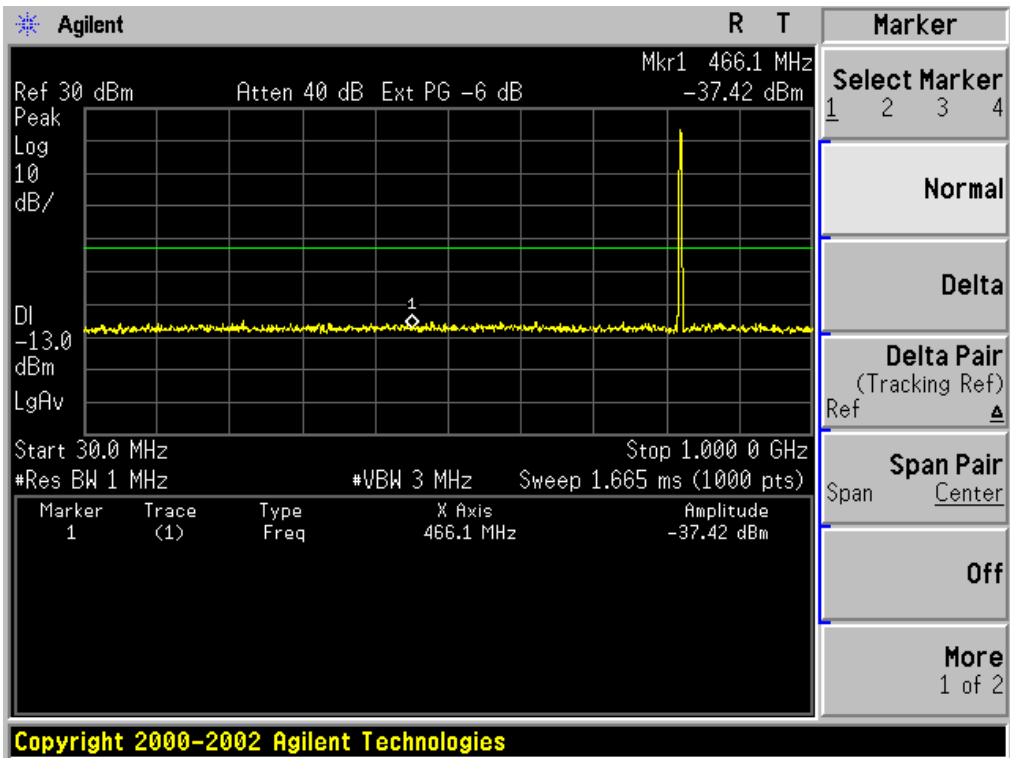 Agilent R T
Mkr1 466.1 MHz
Ref 30 dBm Atten 40 dB Ext PG −6 dB −37.42 dBm
Peak
Log
10
dB/
1
DI
−13.0
dBm
LgAv
Start 30.0 MHz Stop 1.000 0 GHz
#Res BW 1 MHz #VBW 3 MHz Sweep 1.665 ms (1000 pts)
Marker Trace Type X Axis Amplitude
1 (1) Freq 466.1 MHz −37.42 dBm
Marker
Select Marker
1 2 3 4
Normal
Delta
Delta Pair
(Tracking Ref)
Ref Δ
Span Pair
Span Center
Off
More
1 of 2
Copyright 2000−2002 Agilent Technologies